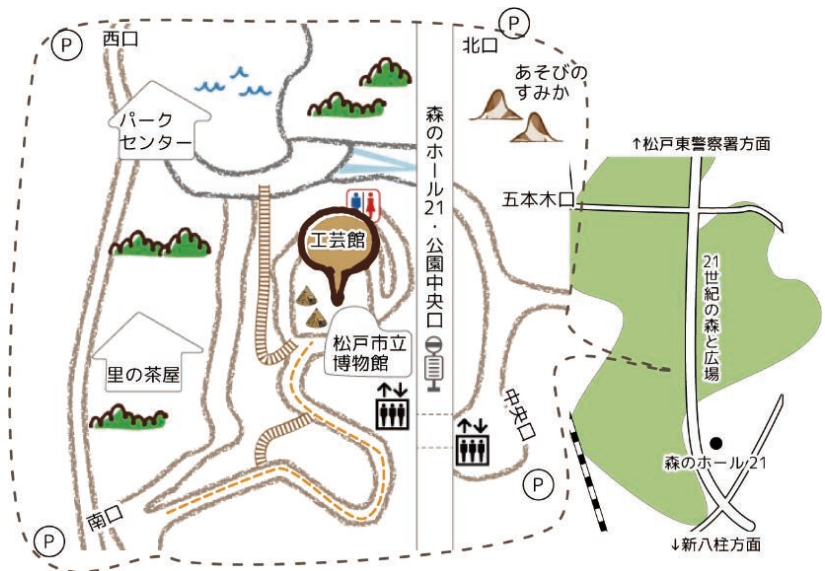 P
西口
P
北口
あそびの
すみか
パーク
センター
↑松戸東警察署方面
森のホール21・公園中央口
五本木口
工芸館
21世紀の森と広場
松戸市立
博物館
里の茶屋
中央口
森のホール21
P
南口
P
↓新八柱方面